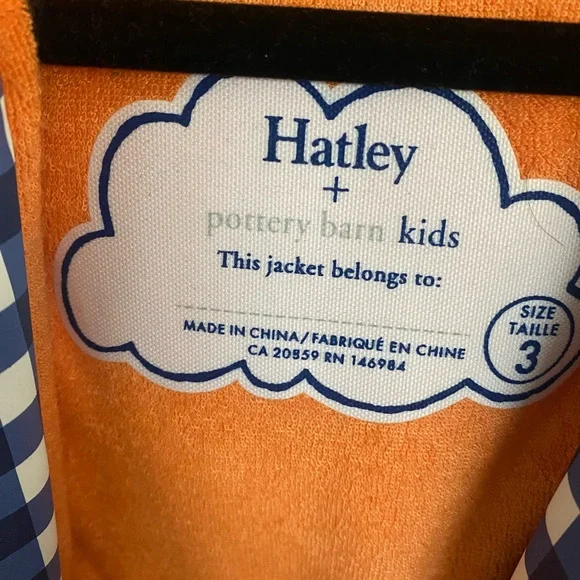 Hatley
+
pottery barn kids
This jacket belongs to:
MADE IN CHINA/FABRIQUÉ EN CHINE
CA 20859 RN 146984
SIZE
TAILLE
3